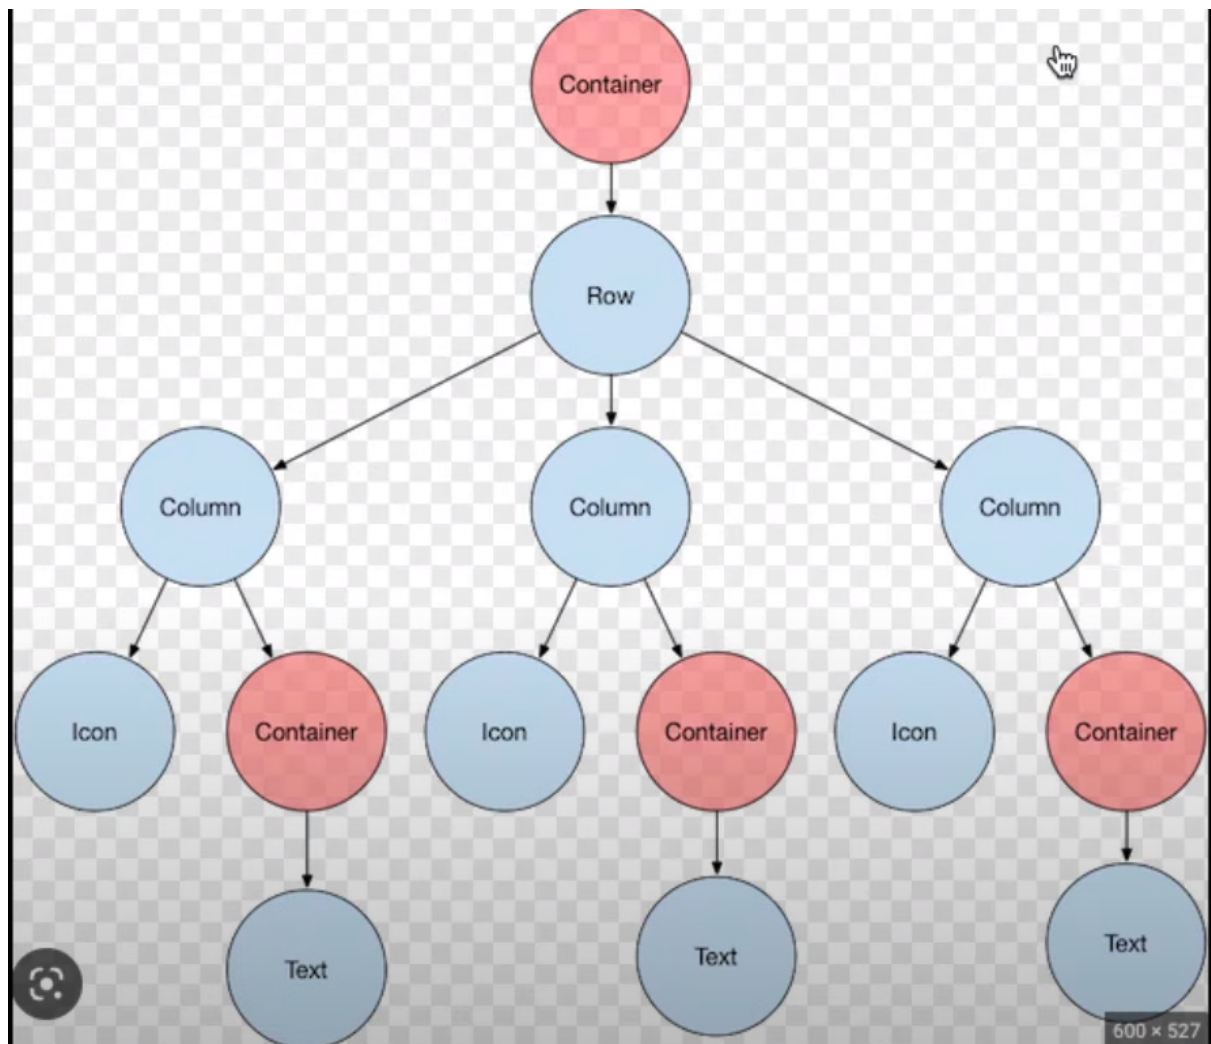 Container
Row
Column
Column
Column
Icon
Container
Icon
Container
Icon
Container
Text
Text
Text
600 × 527